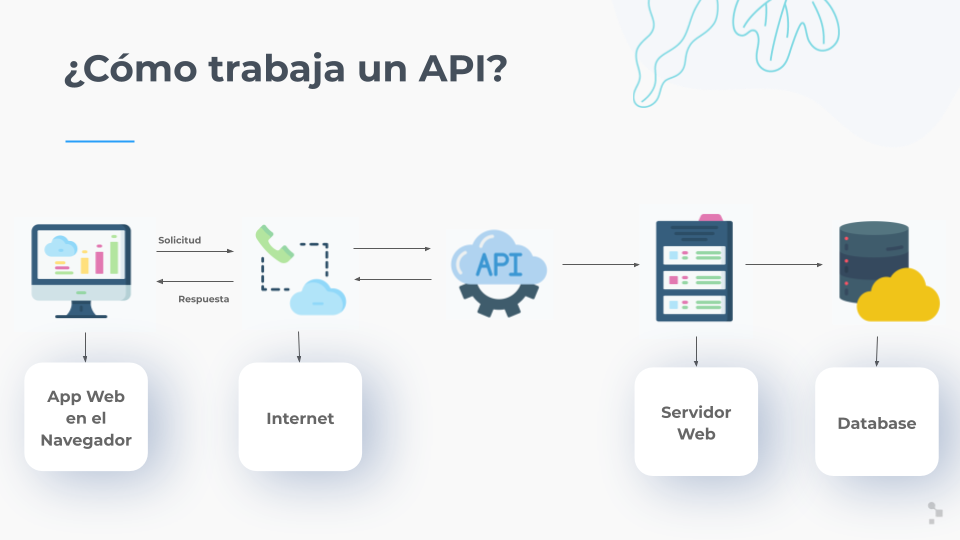 ¿Cómo trabaja un API?
Solicitud
Respuesta
API
App Web
en el
Navegador
Internet
Servidor
Web
Database